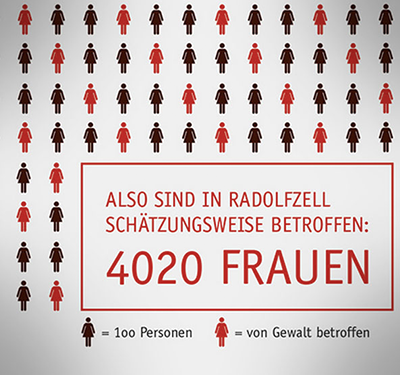 ALSO SIND IN RADOLFZELL
SCHÄTZUNGSWEISE BETROFFEN:
4020 FRAUEN
= 1oo Personen = von Gewalt betroffen